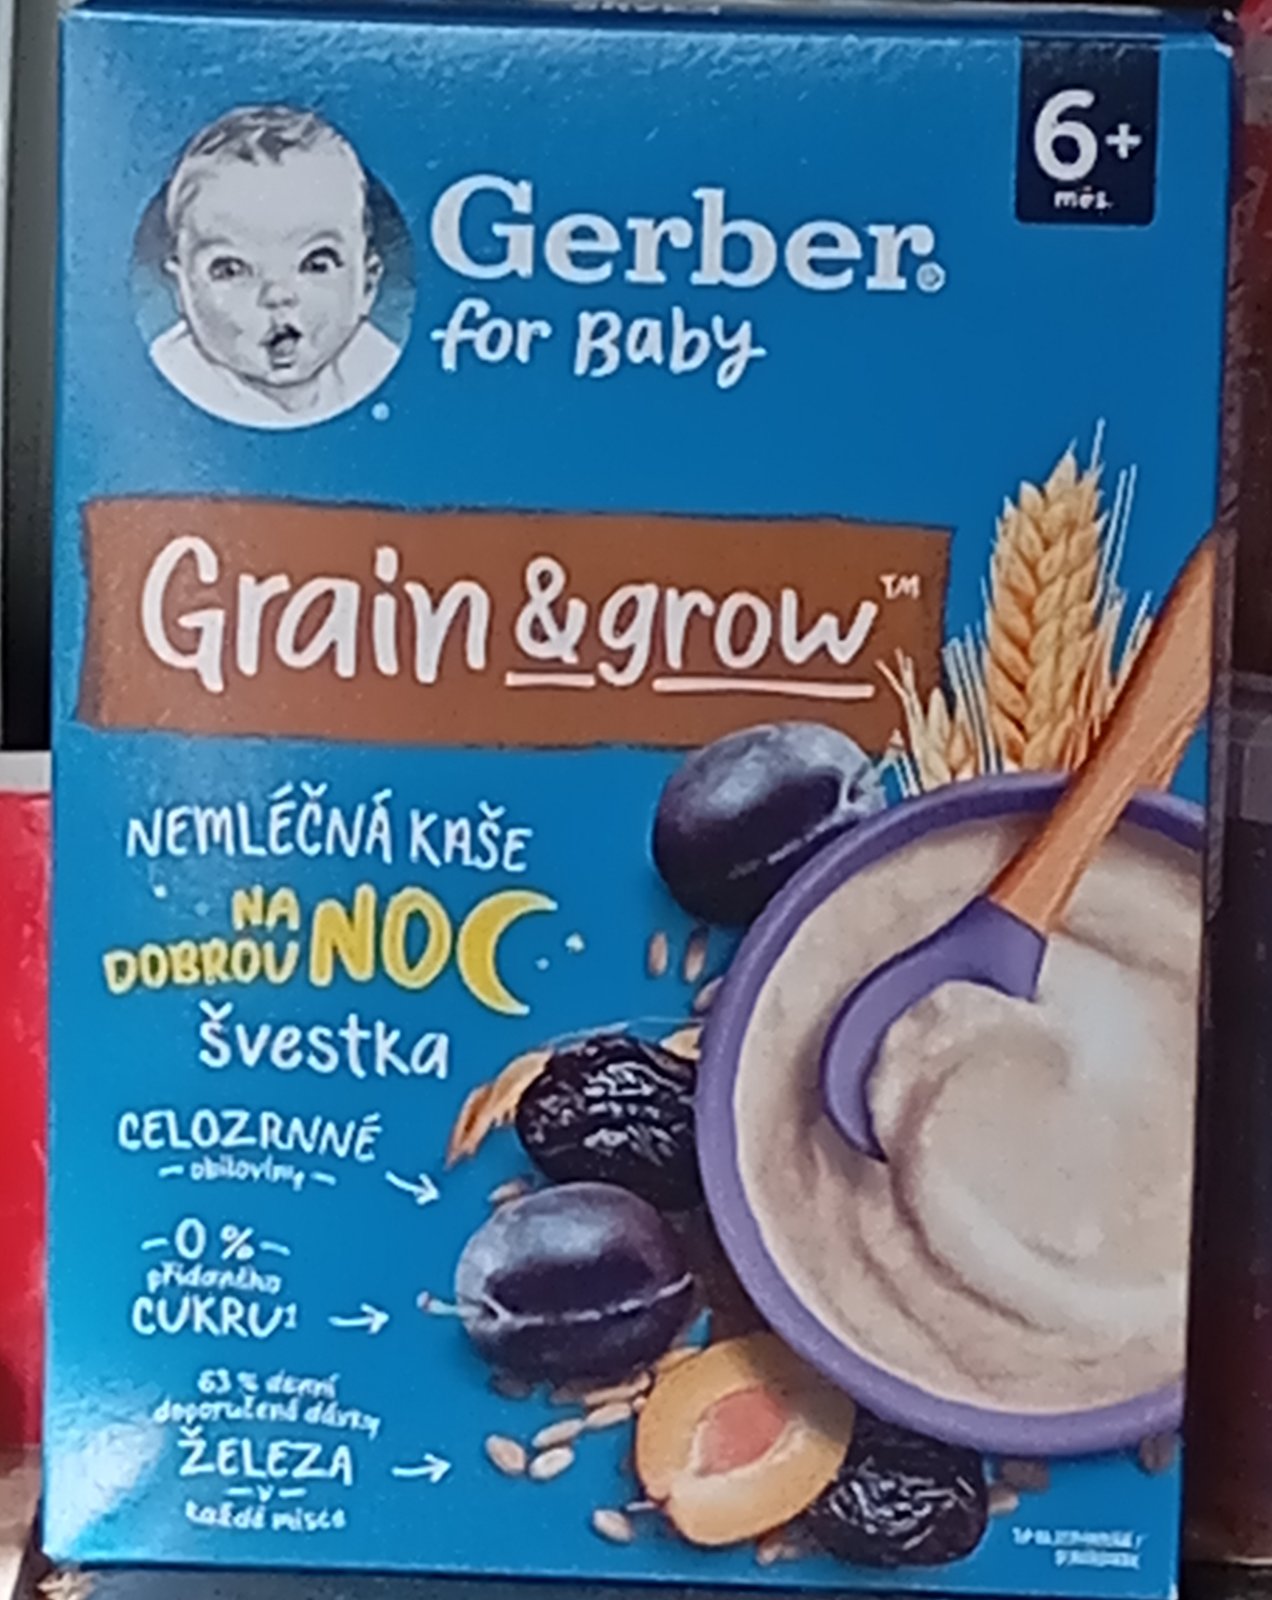 6+
měs.
Gerber®
for Baby
Grain & grow™
NEMLÉČNÁ KAŠE
NA
DOBROU NOC
švestka
CELOZRNNÉ
obiloviny
0 %
přidaného
CUKRU¹
63 % denní
doporučené dávky
ŽELEZA
v
každé misce